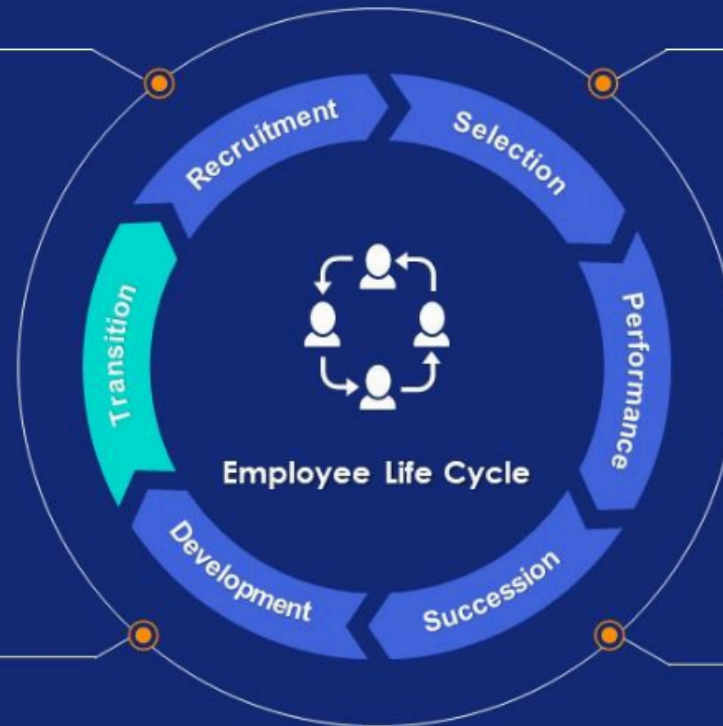 Recruitment
Selection
Performance
Succession
Development
Transition
Employee Life Cycle